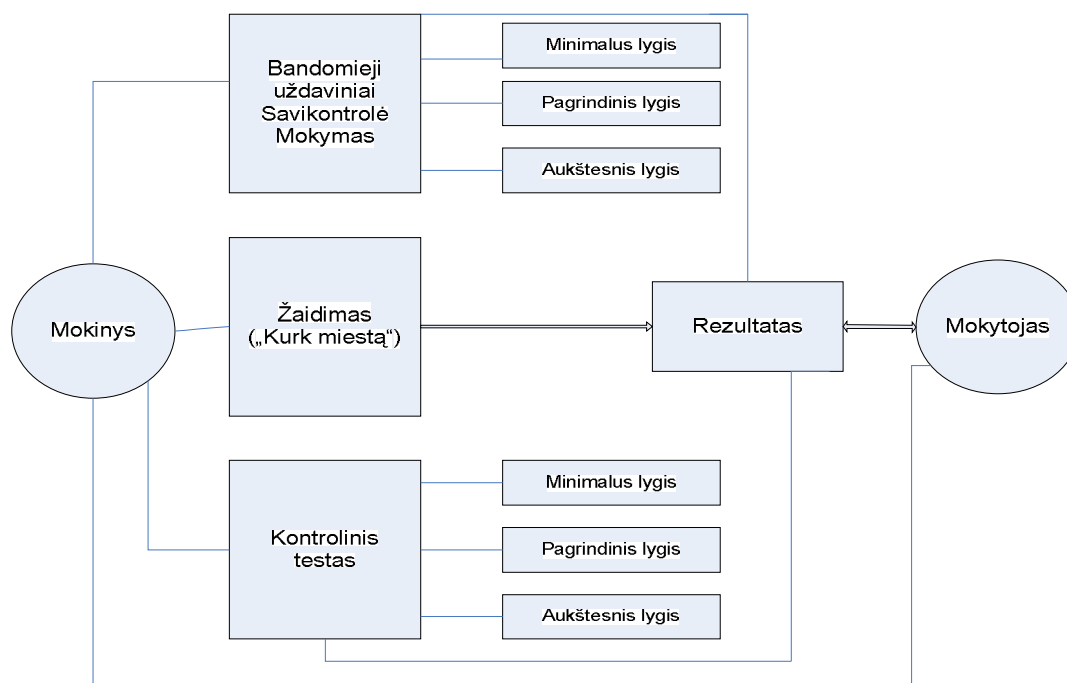 Bandomieji
uždaviniai
Savikontrolė
Mokymas
Minimalus lygis
Pagrindinis lygis
Aukštesnis lygis
Mokinys
Žaidimas
(„Kurk miestą“)
Rezultatas
Mokytojas
Kontrolinis
testas
Minimalus lygis
Pagrindinis lygis
Aukštesnis lygis